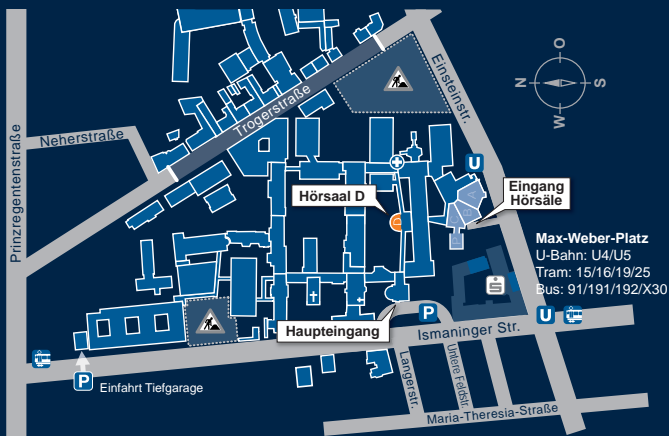 Prinzregentenstraße
Neherstraße
Trogerstraße
Einsteinstr.
O
N
S
W
U
Hörsaal D
D
Eingang
Hörsäle
A
B
C
P
Max-Weber-Platz
U-Bahn: U4/U5
Tram: 15/16/19/25
Bus: 91/191/192/X30
S
Haupteingang
P
Ismaninger Str.
U
P
Einfahrt Tiefgarage
Langerstr.
Untere Feldstr.
Maria-Theresia-Straße